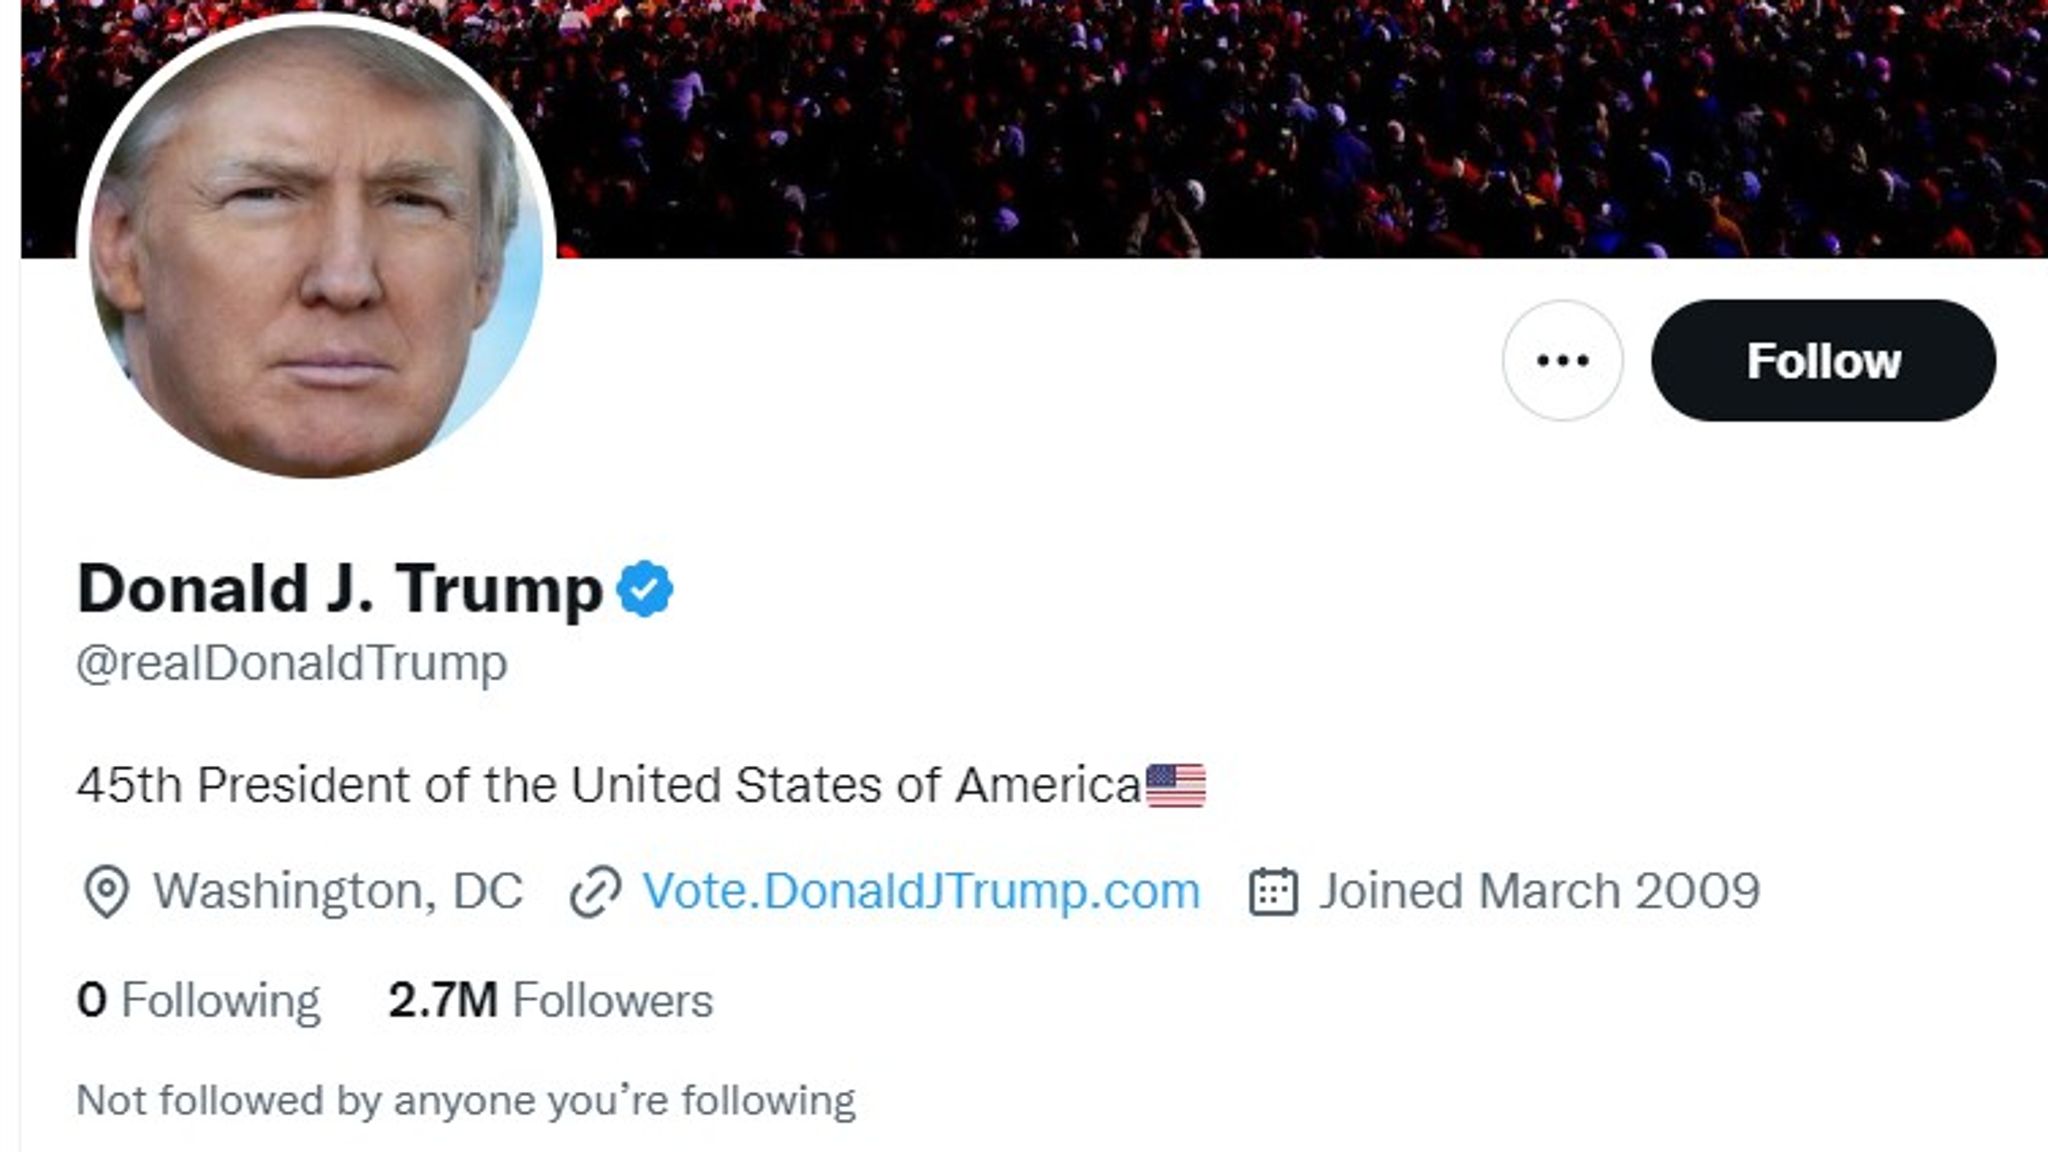 Follow
Donald J. Trump
@realDonaldTrump
45th President of the United States of America
Washington, DC Vote.DonaldJTrump.com Joined March 2009
0 Following 2.7M Followers
Not followed by anyone you’re following